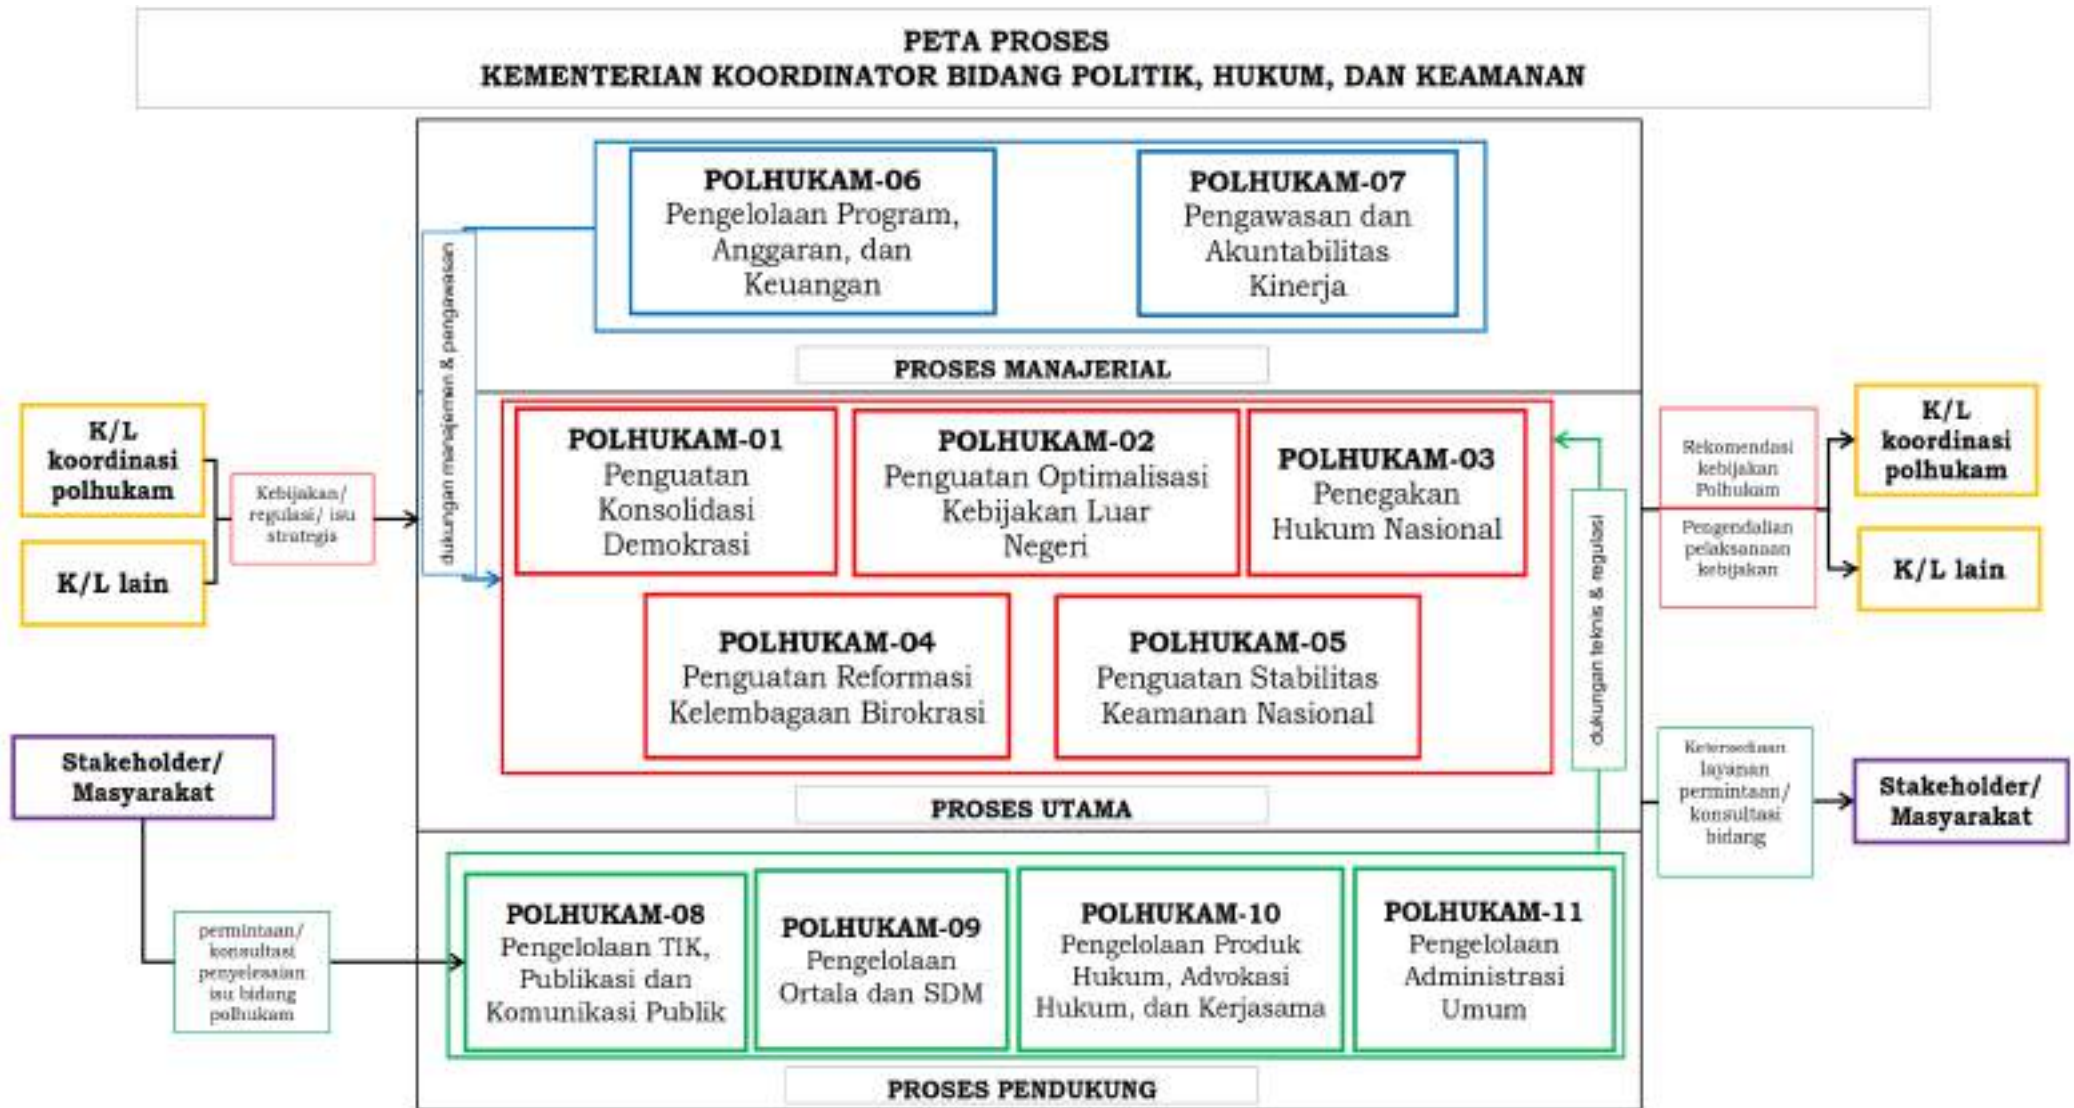 PETA PROSES
KEMENTERIAN KOORDINATOR BIDANG POLITIK, HUKUM, DAN KEAMANAN
POLHUKAM-06
Pengelolaan Program,
Anggaran, dan
Keuangan
POLHUKAM-07
Pengawasan dan
Akuntabilitas
Kinerja
PROSES MANAJERIAL
dukungan manajemen & pengawasan
K/L
koordinasi
polhukam
K/L lain
Kebijakan/
regulasi/ isu
strategis
POLHUKAM-01
Penguatan
Konsolidasi
Demokrasi
POLHUKAM-02
Penguatan Optimalisasi
Kebijakan Luar
Negeri
POLHUKAM-03
Penegakan
Hukum Nasional
POLHUKAM-04
Penguatan Reformasi
Kelembagaan Birokrasi
POLHUKAM-05
Penguatan Stabilitas
Keamanan Nasional
PROSES UTAMA
dukungan teknis & regulasi
Rekomendasi
kebijakan
Polhukam
Pengendalian
pelaksanaan
kebijakan
K/L
koordinasi
polhukam
K/L lain
Stakeholder/
Masyarakat
permintaan/
konsultasi
penyelesaian
isu bidang
polhukam
POLHUKAM-08
Pengelolaan TIK,
Publikasi dan
Komunikasi Publik
POLHUKAM-09
Pengelolaan
Ortala dan SDM
POLHUKAM-10
Pengelolaan Produk
Hukum, Advokasi
Hukum, dan Kerjasama
POLHUKAM-11
Pengelolaan
Administrasi
Umum
PROSES PENDUKUNG
Ketersediaan
layanan
permintaan/
konsultasi
bidang
Stakeholder/
Masyarakat